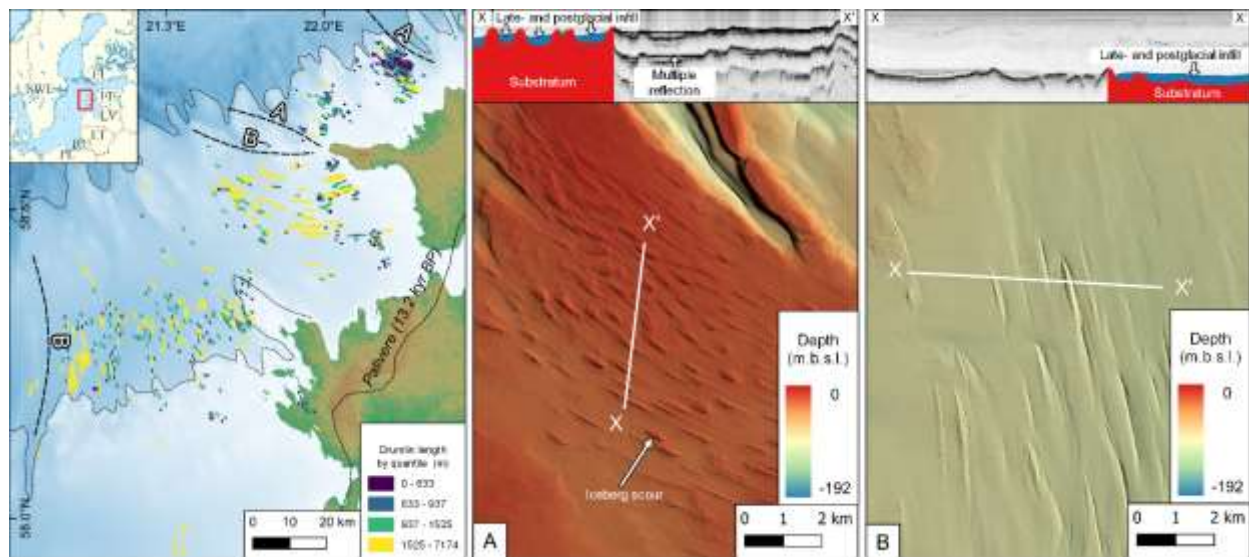 21.3°E
22.0°E
SWE
LV
LT
PL
A
A
B
58.5°N
B
Palivere (13.2 kyr BP)
58.0°N
Drumlin length
by quantile (m)
0 - 633
633 - 937
937 - 1525
1525 - 7174
0 10 20 km
X
Late- and postglacial infill
X'
Substratum
Multiple
reflection
X'
X
Iceberg scour
Depth
(m.b.s.l.)
0
-192
0 1 2 km
A
X
X'
Late- and postglacial infill
Substratum
X
X'
Depth
(m.b.s.l.)
0
-192
0 1 2 km
B